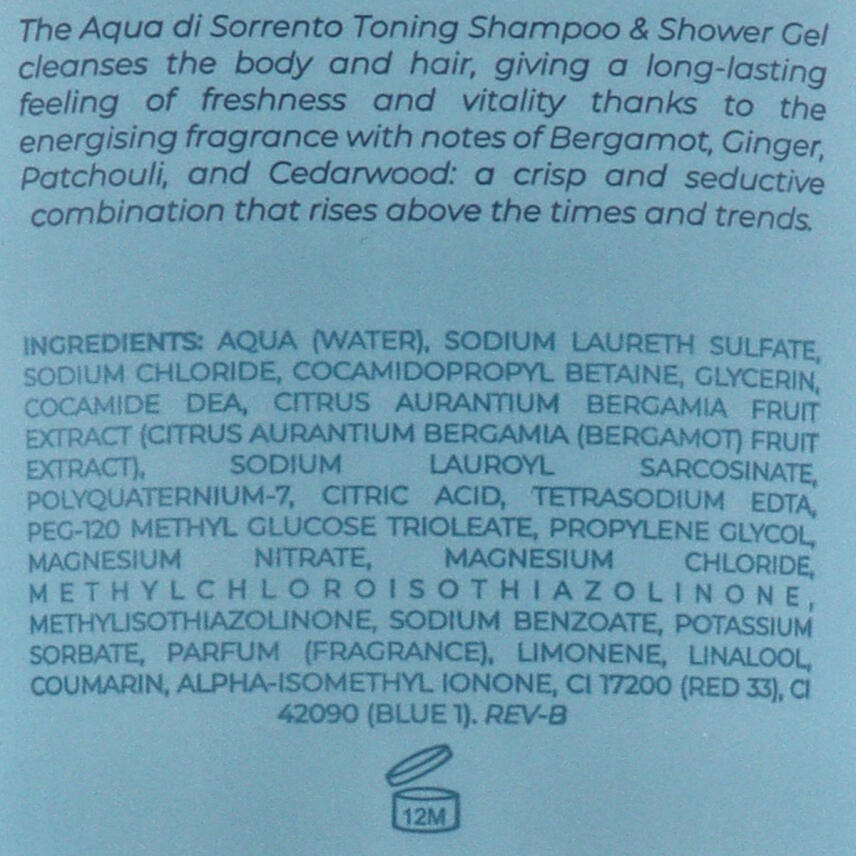 The Aqua di Sorrento Toning Shampoo & Shower Gel
cleanses the body and hair, giving a long-lasting
feeling of freshness and vitality thanks to the
energising fragrance with notes of Bergamot, Ginger,
Patchouli, and Cedarwood: a crisp and seductive
combination that rises above the times and trends.
INGREDIENTS: AQUA (WATER), SODIUM LAURETH SULFATE,
SODIUM CHLORIDE, COCAMIDOPROPYL BETAINE, GLYCERIN,
COCAMIDE DEA, CITRUS AURANTIUM BERGAMIA FRUIT
EXTRACT (CITRUS AURANTIUM BERGAMIA (BERGAMOT) FRUIT
EXTRACT), SODIUM LAUROYL SARCOSINATE,
POLYQUATERNIUM-7, CITRIC ACID, TETRASODIUM EDTA,
PEG-120 METHYL GLUCOSE TRIOLEATE, PROPYLENE GLYCOL,
MAGNESIUM NITRATE, MAGNESIUM CHLORIDE,
METHYLCHLOROISOTHIAZOLINONE,
METHYLISOTHIAZOLINONE, SODIUM BENZOATE, POTASSIUM
SORBATE, PARFUM (FRAGRANCE), LIMONENE, LINALOOL,
COUMARIN, ALPHA-ISOMETHYL IONONE, CI 17200 (RED 33), CI
42090 (BLUE 1). REV-B
12M